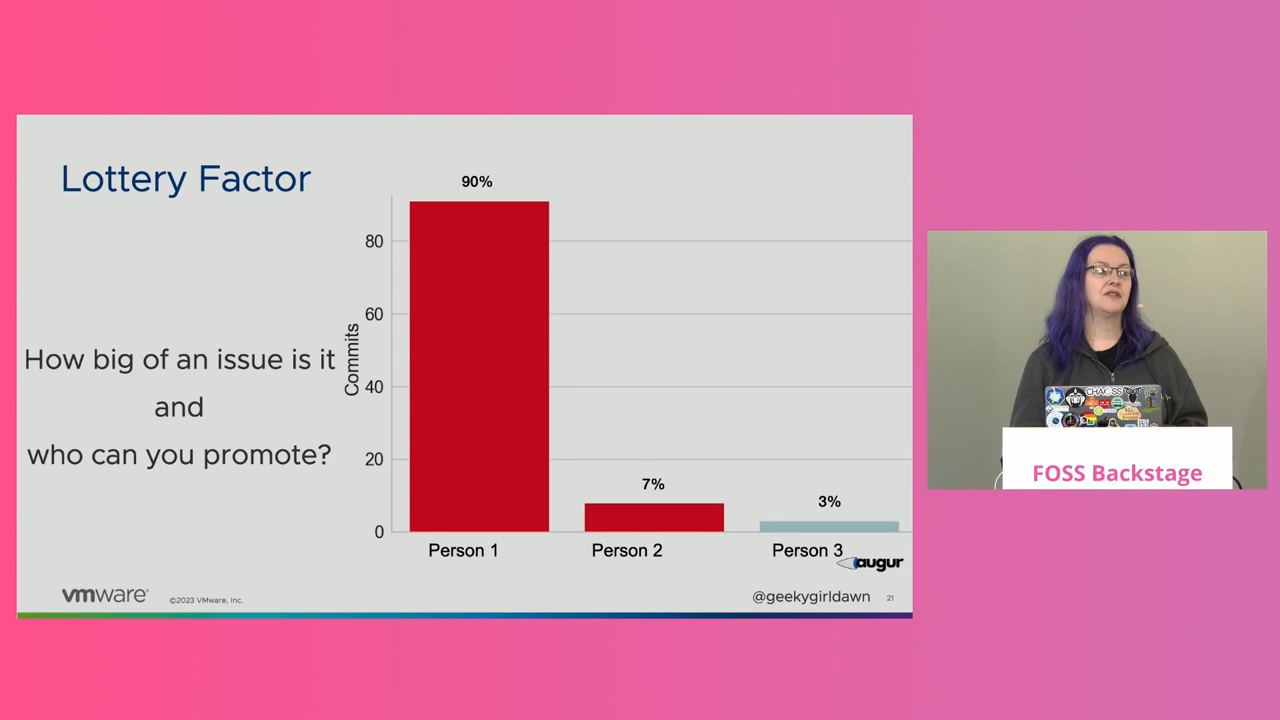 Lottery Factor
How big of an issue is it
and
who can you promote?
90%
7%
3%
Commits
80
60
40
20
0
Person 1
Person 2
Person 3
augur
vmware
©2023 VMware, Inc.
@geekygirldawn
21
CHAOSS
FOSS Backstage